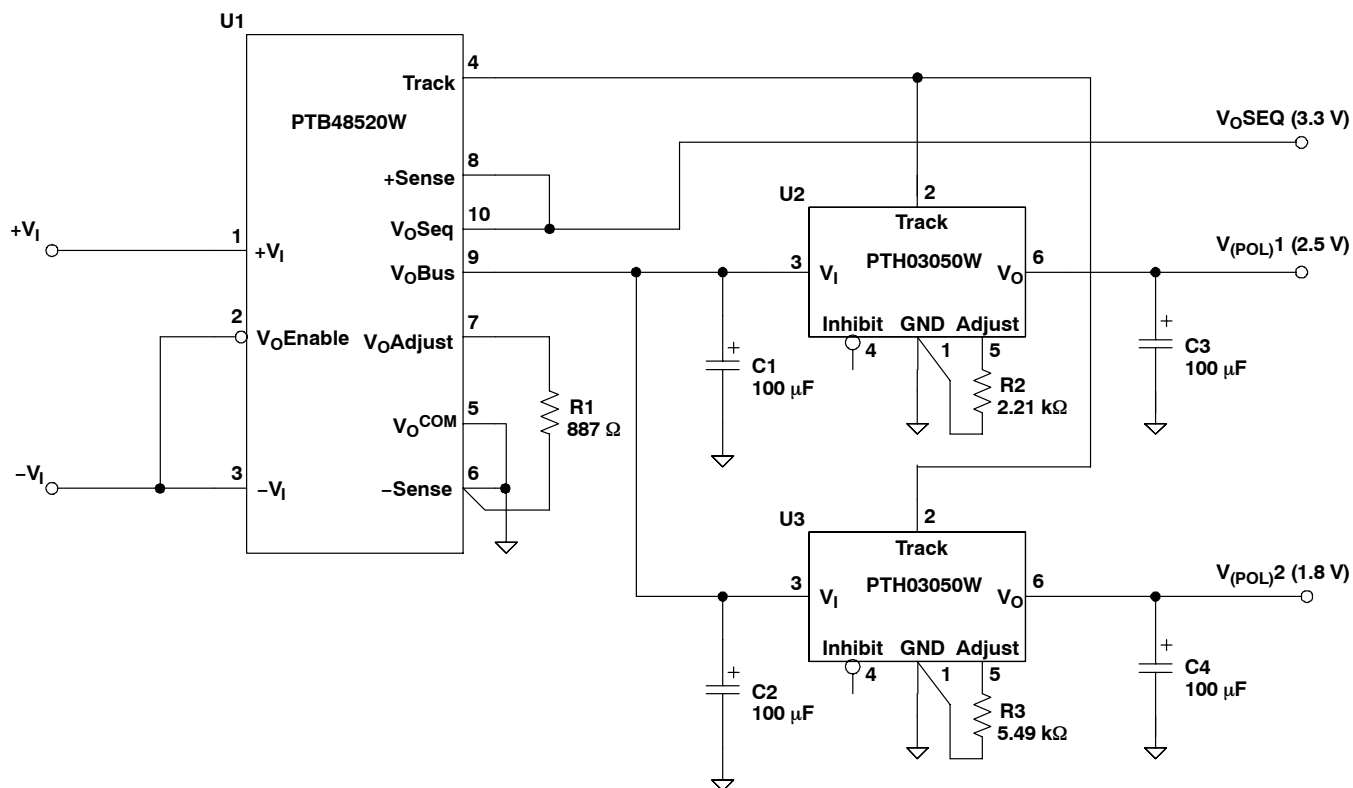 U1
4
Track
PTB48520W
VOSEQ (3.3 V)
8
+Sense
U2
2
10
VOSeq
Track
+VI
1
+VI
9
VOBus
3
VI
PTH03050W
VO
6
V(POL)1 (2.5 V)
2
VOEnable
7
VOAdjust
Inhibit
GND
Adjust
4
1
5
+
C1
100 μF
R2
2.21 kΩ
+
C3
100 μF
R1
887 Ω
5
VOCOM
−VI
3
−VI
6
−Sense
U3
2
Track
3
VI
PTH03050W
VO
6
V(POL)2 (1.8 V)
Inhibit
GND
Adjust
4
1
5
+
C2
100 μF
R3
5.49 kΩ
+
C4
100 μF